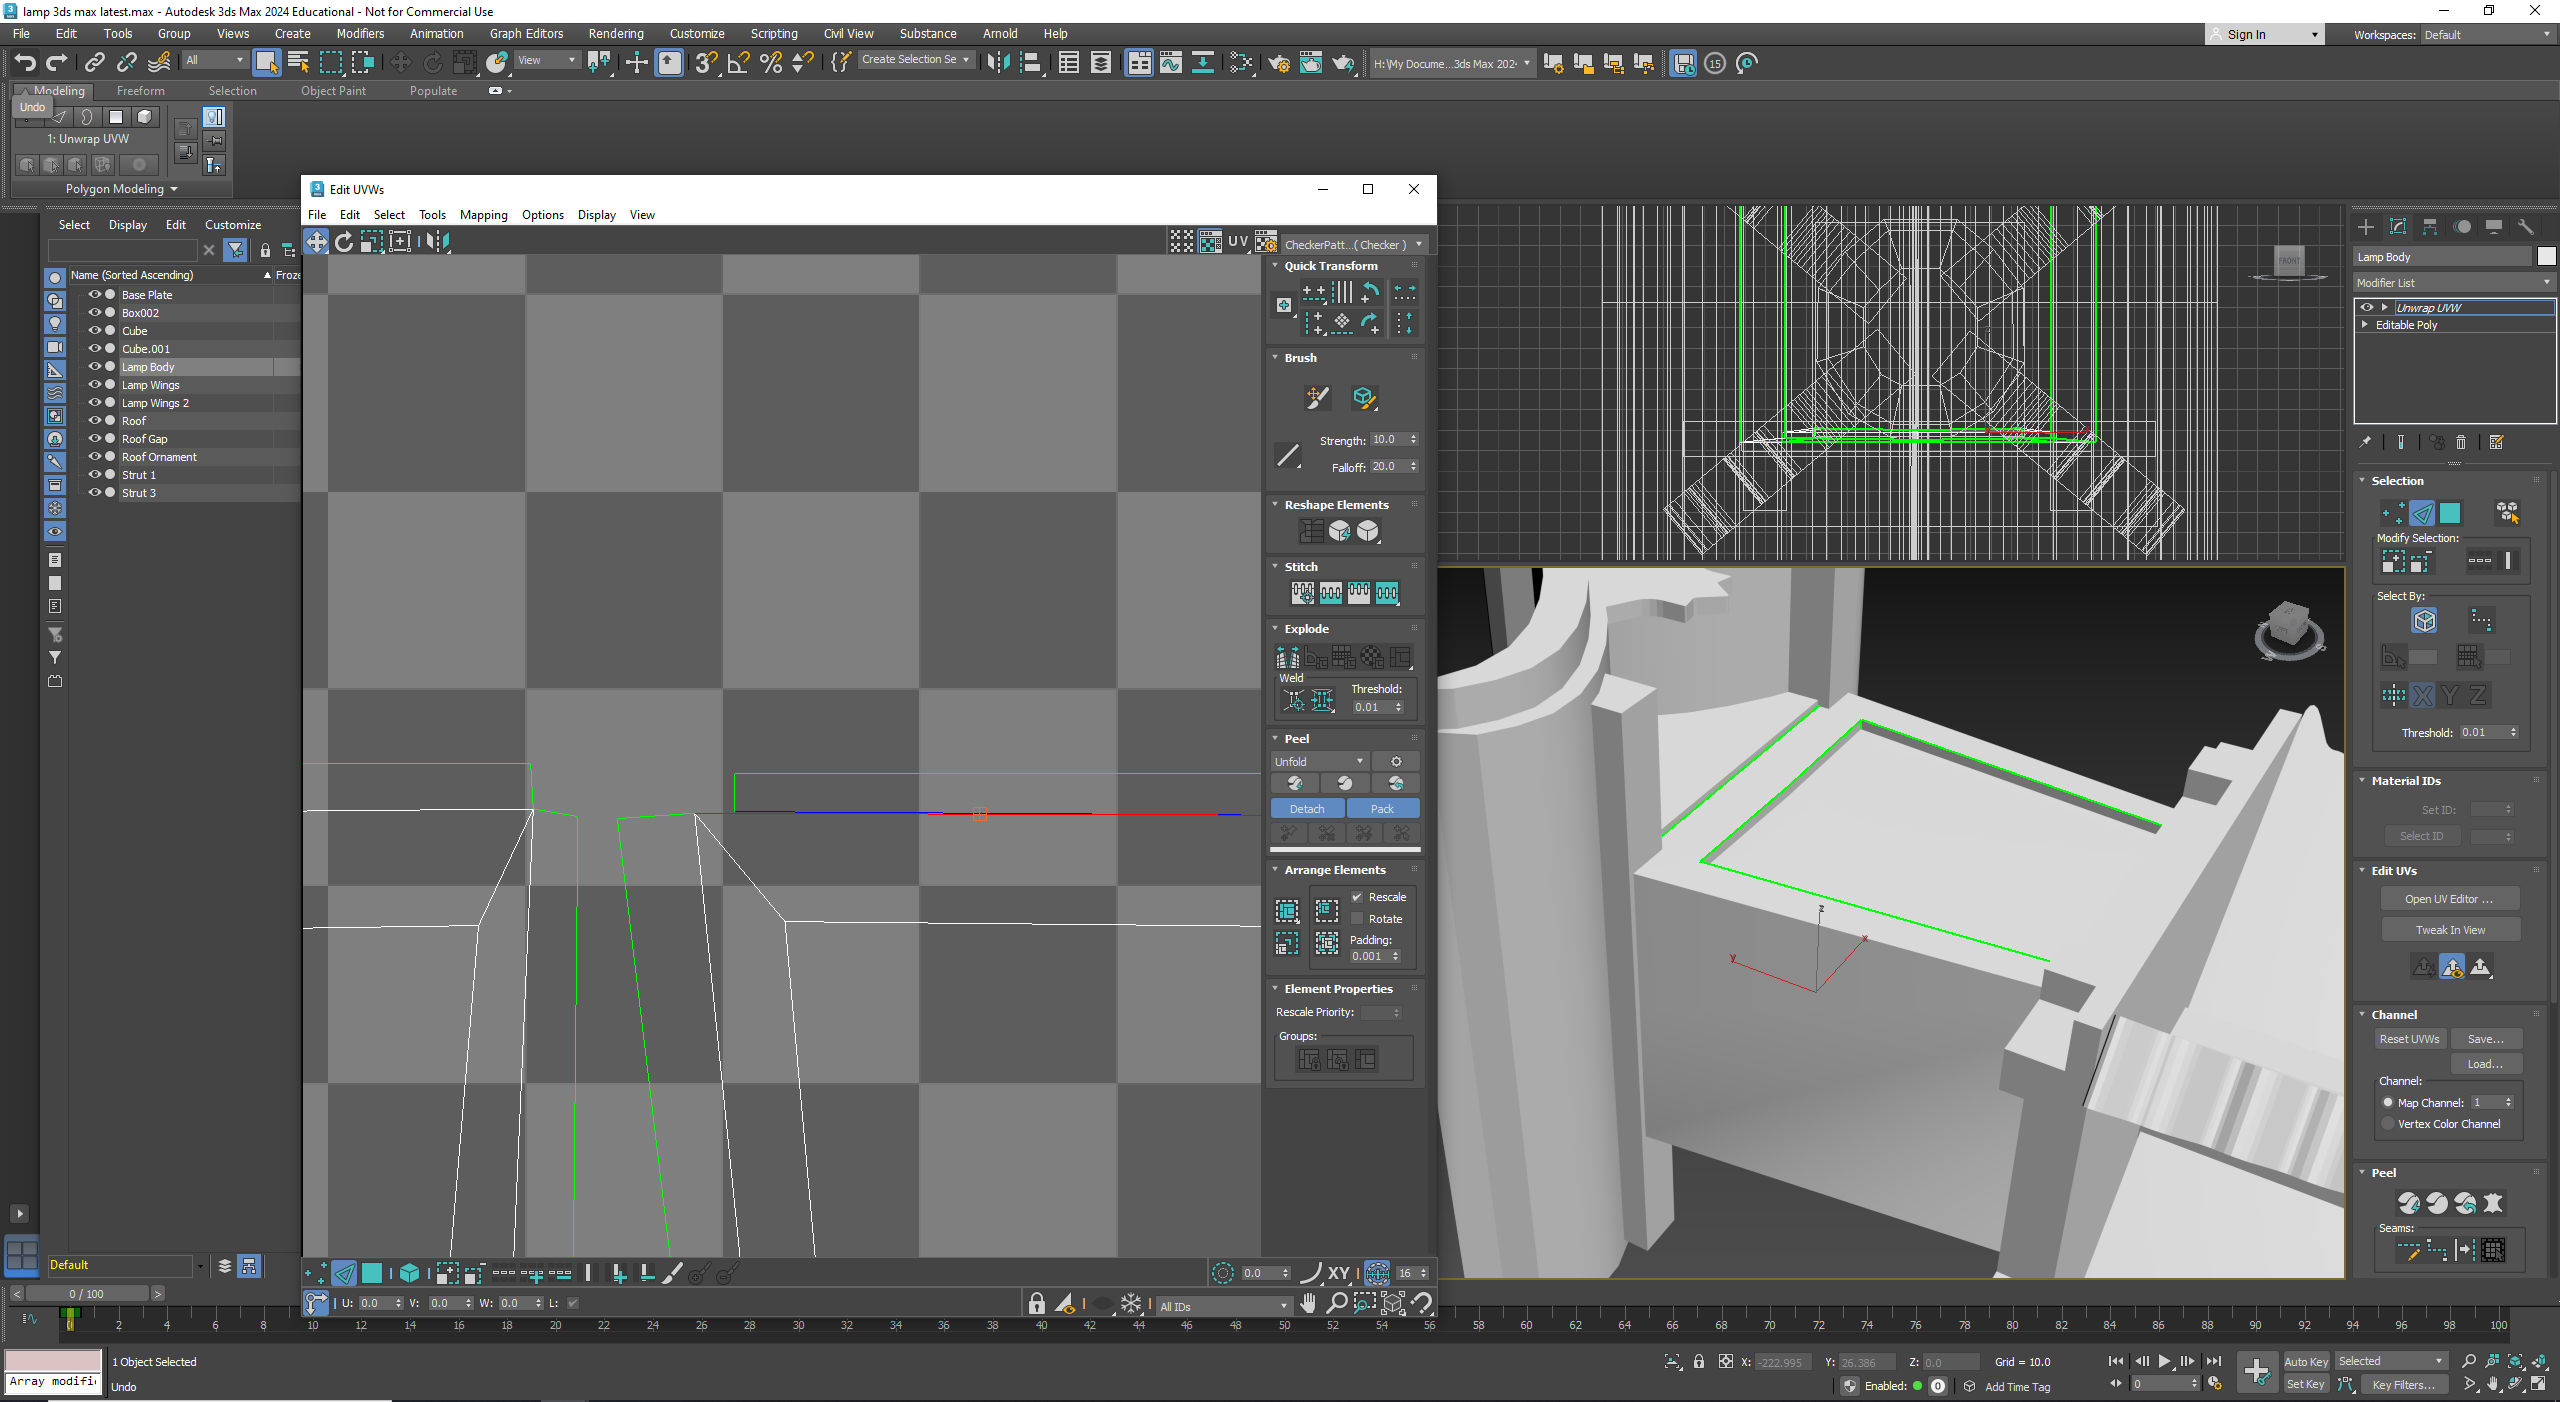 lamp 3ds max latest.max - Autodesk 3ds Max 2024 Educational - Not for Commercial Use
File Edit Tools Group Views Create Modifiers Animation Graph Editors Rendering Customize Scripting Civil View Substance Arnold Help
Sign In
Workspaces: Default
All
View
Create Selection Se
H:\My Docume...3ds Max 202
15
Modeling Freeform Selection Object Paint Populate
Undo
1: Unwrap UVW
Polygon Modeling
Select Display Edit Customize
Name (Sorted Ascending) Froze
Base Plate
Box002
Cube
Cube.001
Lamp Body
Lamp Wings
Lamp Wings 2
Roof
Roof Gap
Roof Ornament
Strut 1
Strut 3
Default
0 / 100
Edit UVWs
File Edit Select Tools Mapping Options Display View
UV
CheckerPatt...( Checker )
Quick Transform
Brush
Strength: 10.0
Falloff: 20.0
Reshape Elements
Stitch
Explode
Weld
Threshold:
0.01
Peel
Unfold
Detach Pack
Arrange Elements
Rescale
Rotate
Padding:
0.001
Element Properties
Rescale Priority:
Groups:
0.0 XY 16
U: 0.0 V: 0.0 W: 0.0 L:
All IDs
FRONT
z
x
y
Lamp Body
Modifier List
Unwrap UVW
Editable Poly
Selection
Modify Selection:
Select By:
X Y Z
Threshold: 0.01
Material IDs
Set ID:
Select ID
Edit UVs
Open UV Editor ...
Tweak In View
Channel
Reset UVWs Save...
Load...
Channel:
Map Channel: 1
Vertex Color Channel
Peel
Seams:
0 2 4 6 8 10 12 14 16 18 20 22 24 26 28 30 32 34 36 38 40 42 44 46 48 50 52 54 56 58 60 62 64 66 68 70 72 74 76 78 80 82 84 86 88 90 92 94 96 98 100
1 Object Selected
Array modifi
Undo
X: -222.995 Y: 26.386 Z: 0.0 Grid = 10.0
Enabled: 0 Add Time Tag
0
Auto Key Selected
Set Key Key Filters...